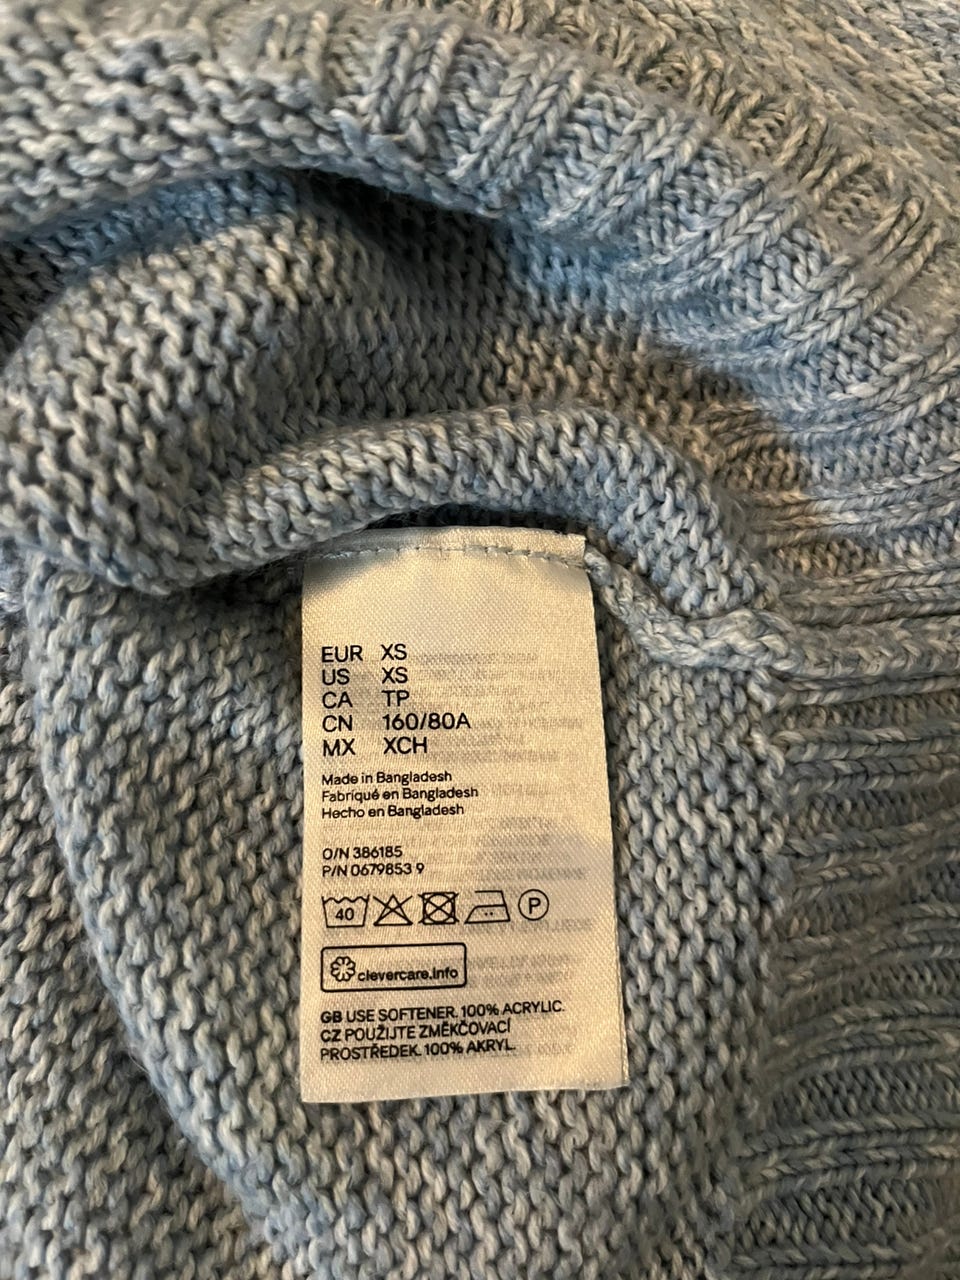 EUR XS
US XS
CA TP
CN 160/80A
MX XCH
Made in Bangladesh
Fabriqué en Bangladesh
Hecho en Bangladesh
O/N 386185
P/N 0679853 9
40 P
clevercare.info
GB USE SOFTENER. 100% ACRYLIC.
CZ POUŽIJTE ZMĚKČOVACÍ
PROSTŘEDEK. 100% AKRYL.